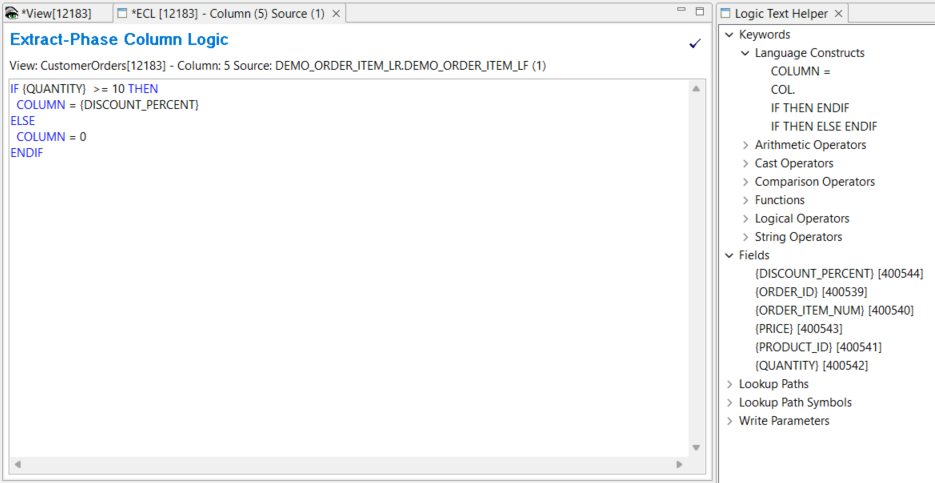 *View[12183]
*ECL [12183] - Column (5) Source (1)
Extract-Phase Column Logic
View: CustomerOrders[12183] - Column: 5 Source: DEMO_ORDER_ITEM_LR.DEMO_ORDER_ITEM_LF (1)
IF {QUANTITY}  >= 10 THEN
  COLUMN = {DISCOUNT_PERCENT}
ELSE
  COLUMN = 0
ENDIF
Logic Text Helper
Keywords
Language Constructs
COLUMN =
COL.
IF THEN ENDIF
IF THEN ELSE ENDIF
Arithmetic Operators
Cast Operators
Comparison Operators
Functions
Logical Operators
String Operators
Fields
{DISCOUNT_PERCENT} [400544]
{ORDER_ID} [400539]
{ORDER_ITEM_NUM} [400540]
{PRICE} [400543]
{PRODUCT_ID} [400541]
{QUANTITY} [400542]
Lookup Paths
Lookup Path Symbols
Write Parameters